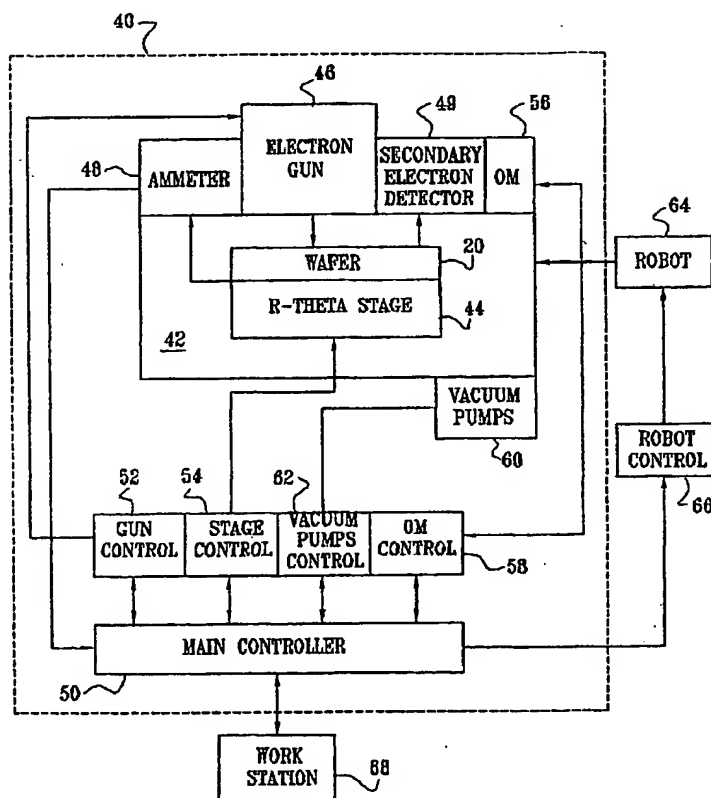 40
46
49
56
48
AMMETER
ELECTRON
GUN
SECONDARY
ELECTRON
DETECTOR
OM
64
ROBOT
WAFER
20
R-THETA STAGE
44
42
VACUUM
PUMPS
60
ROBOT
CONTROL
66
52
54
62
GUN
CONTROL
STAGE
CONTROL
VACUUM
PUMPS
CONTROL
OM
CONTROL
58
MAIN CONTROLLER
50
WORK
STATION
68